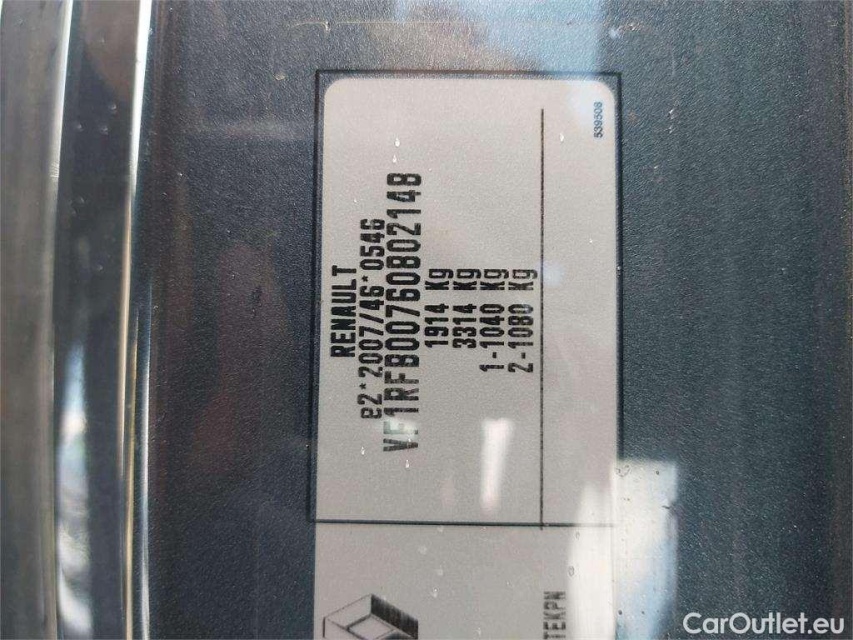 RENAULT
e2*2007/46*0546
VF1RFB00760802148
1914 Kg
3314 Kg
1-1040 Kg
2-1080 Kg
539508
TEKPN
CarOutlet.eu